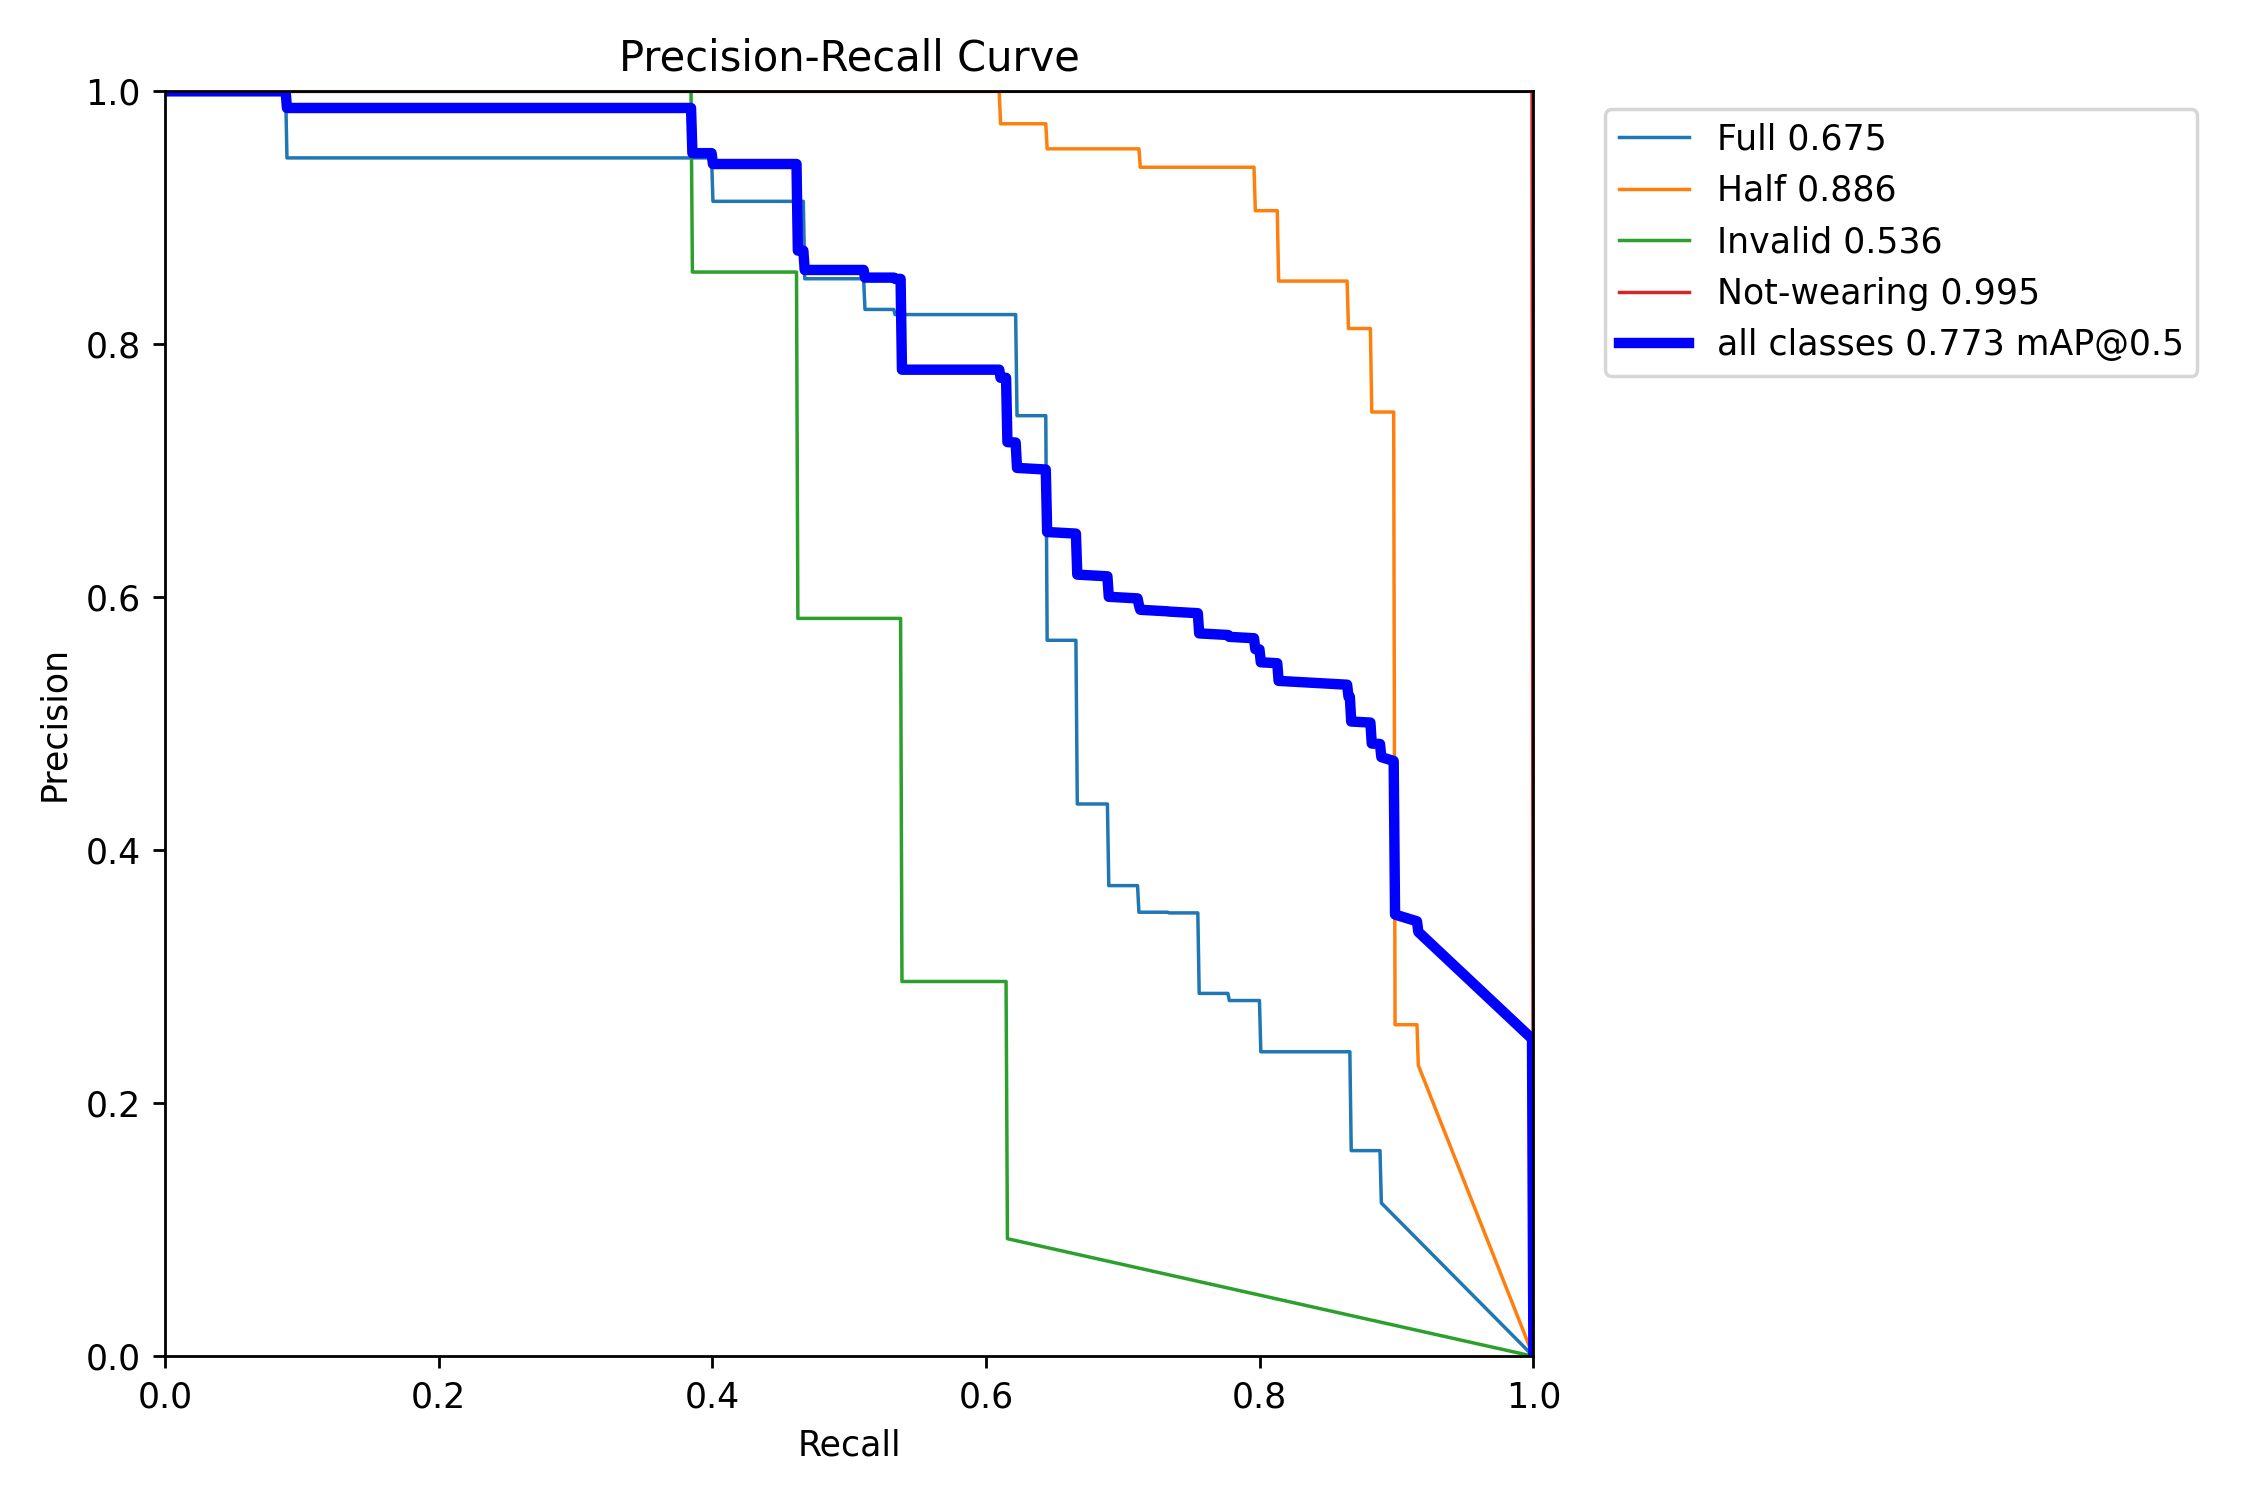 Precision-Recall Curve
1.0
0.8
0.6
0.4
0.2
0.0
Precision
0.0 0.2 0.4 0.6 0.8 1.0
Recall
Full 0.675
Half 0.886
Invalid 0.536
Not-wearing 0.995
all classes 0.773 mAP@0.5